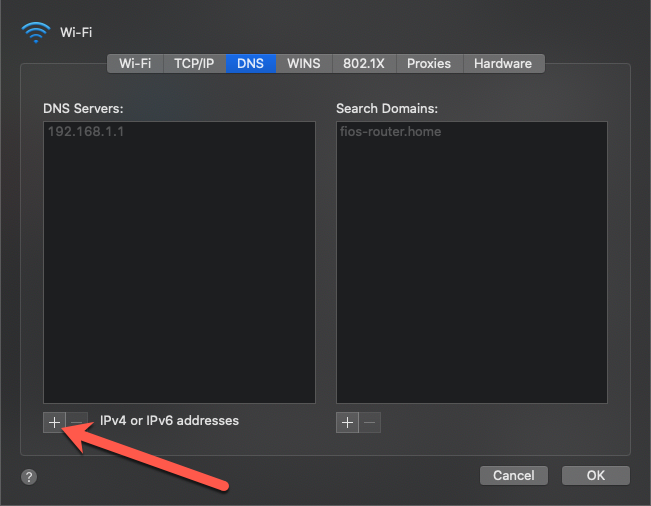 Wi-Fi
Wi-Fi TCP/IP DNS WINS 802.1X Proxies Hardware
DNS Servers: Search Domains:
192.168.1.1 fios-router.home
+ − IPv4 or IPv6 addresses + −
? Cancel OK